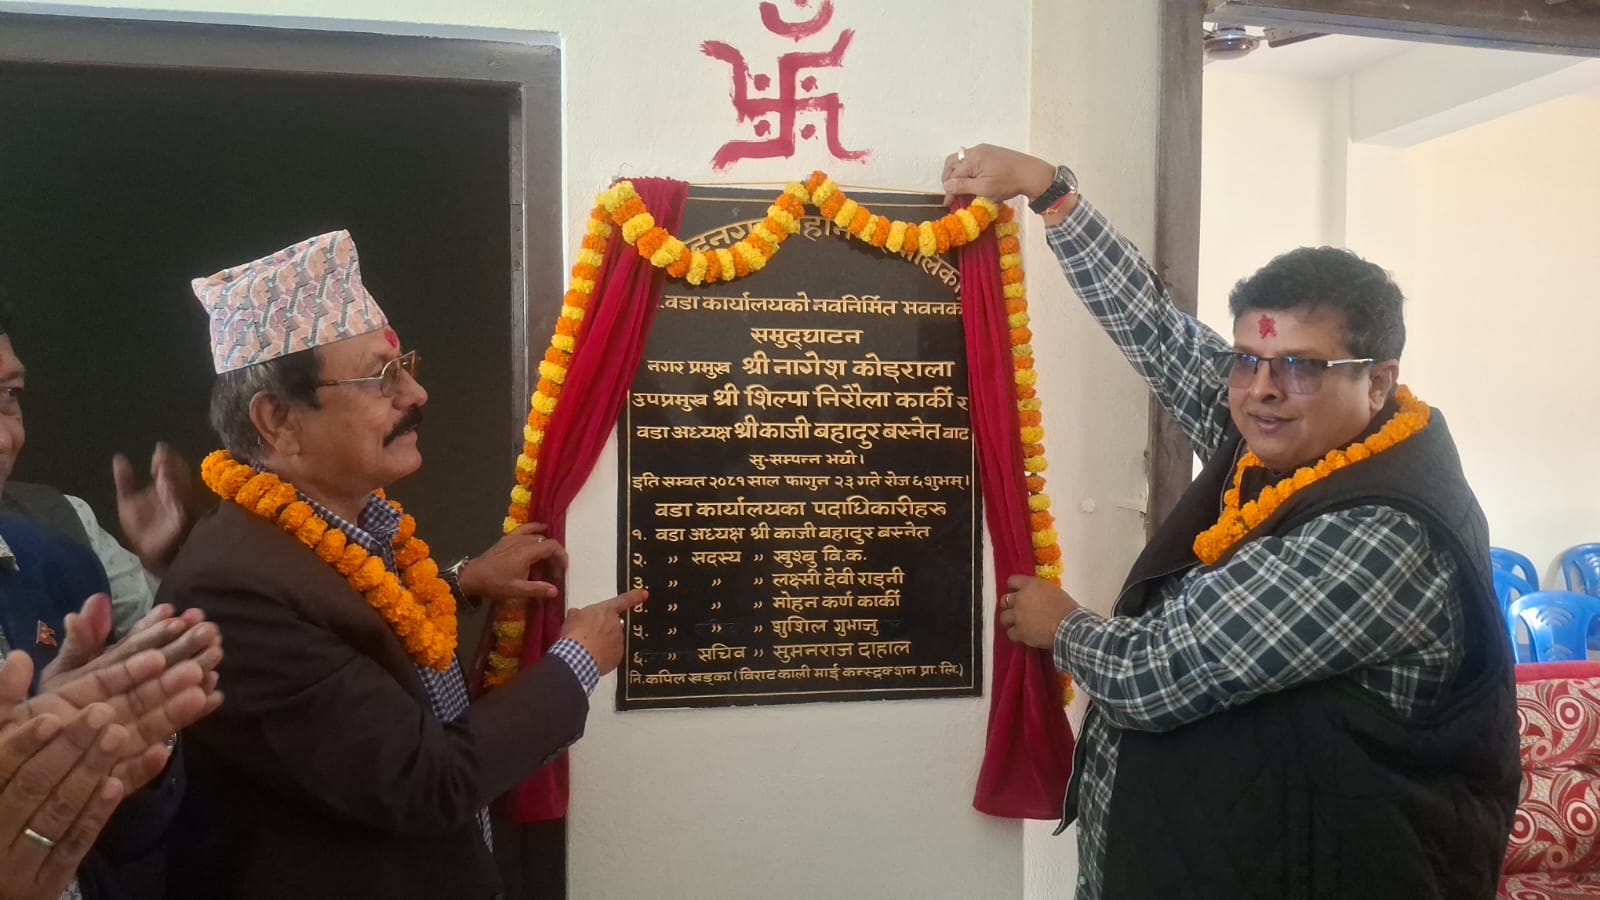 वडा कार्यालयको नवनिर्मित भवनको
समुद्घाटन
नगर प्रमुख श्री नागेश कोइराला
उपप्रमुख श्री शिल्पा निरौला कार्की र
वडा अध्यक्ष श्री काजी बहादुर बस्नेत बाट
सु-सम्पन्न भयो।
इति सम्वत २०८१ साल फागुन २३ गते रोज ६ शुभम्।
वडा कार्यालयका पदाधिकारीहरू
१. वडा अध्यक्ष श्री काजी बहादुर बस्नेत
२. ,, सदस्य ,, खुश्बु वि.क.
३. ,, ,, ,, लक्ष्मी देवी राइनी
४. ,, ,, ,, मोहन कर्ण कार्की
५. ,, ,, ,, शुशिल गुभाजु
६. ,, सचिव ,, सुमनराज दाहाल
नि.कपिल खड्का (विराट काली माई कन्स्ट्रक्शन प्रा. लि.)